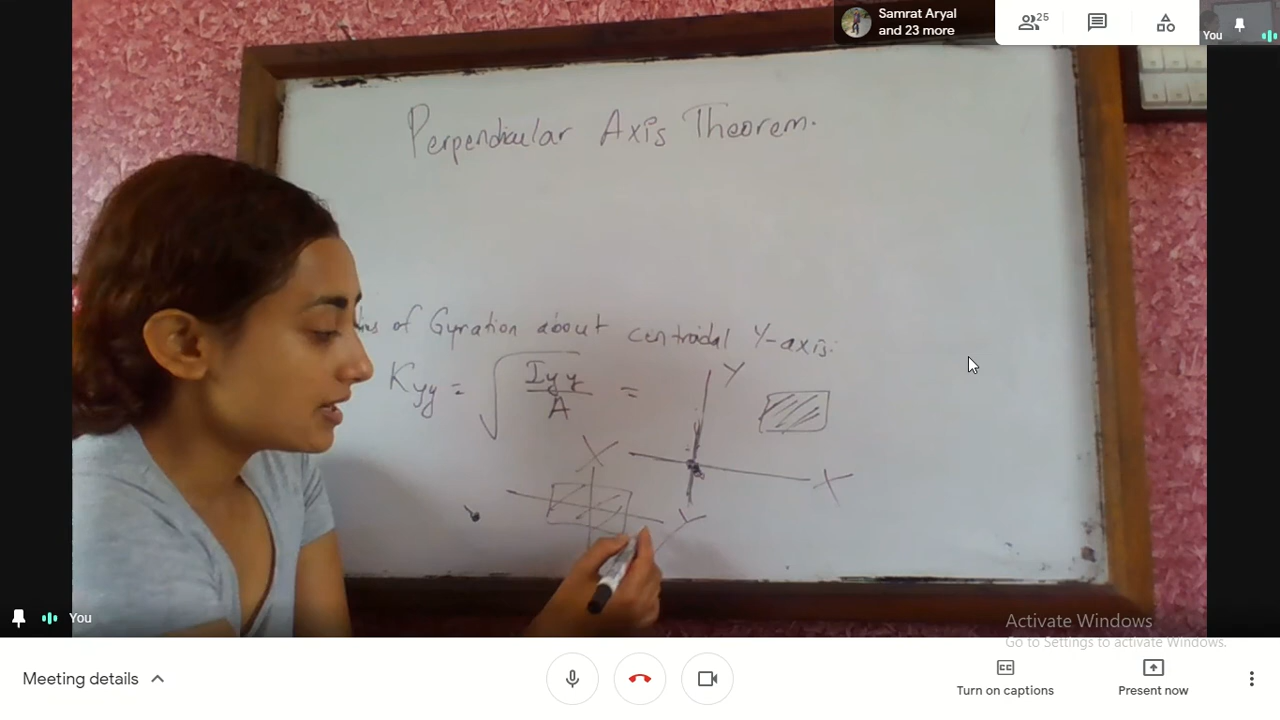 Samrat Aryal
and 23 more
25
You
Perpendicular Axis Theorem.
of Gyration about centroidal Y-axis:
Kyy = √ Iyy / A =
Y
X
X
Y
You
Activate Windows
Go to Settings to activate Windows.
Meeting details
CC
Turn on captions
Present now